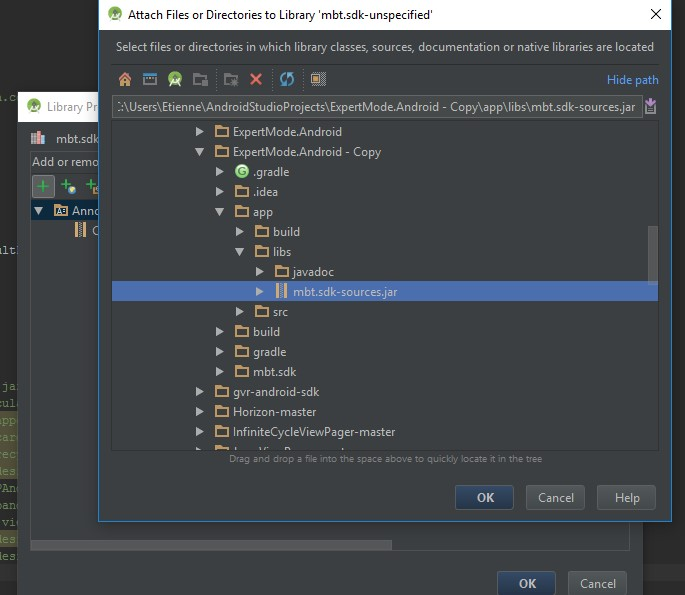 Attach Files or Directories to Library 'mbt.sdk-unspecified'
Select files or directories in which library classes, sources, documentation or native libraries are located
Hide path
:\Users\Etienne\AndroidStudioProjects\ExpertMode.Android - Copy\app\libs\mbt.sdk-sources.jar
Library Pr
mbt.sdk
Add or remo
Anno
ExpertMode.Android
ExpertMode.Android - Copy
.gradle
.idea
app
build
libs
javadoc
mbt.sdk-sources.jar
src
build
gradle
mbt.sdk
gvr-android-sdk
Horizon-master
InfiniteCycleViewPager-master
Drag and drop a file into the space above to quickly locate it in the tree
OK
Cancel
Help
OK
Cancel